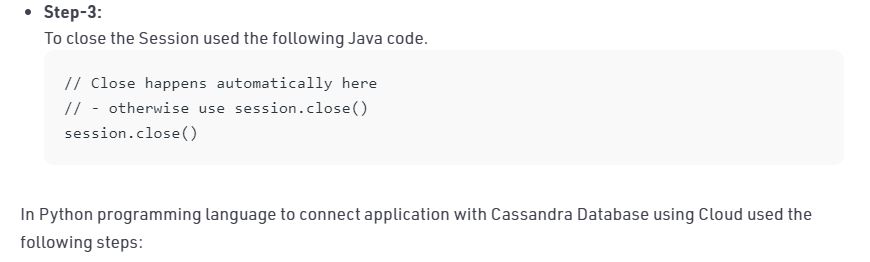 Step-3:
To close the Session used the following Java code.
// Close happens automatically here
// - otherwise use session.close()
session.close()
In Python programming language to connect application with Cassandra Database using Cloud used the
following steps: